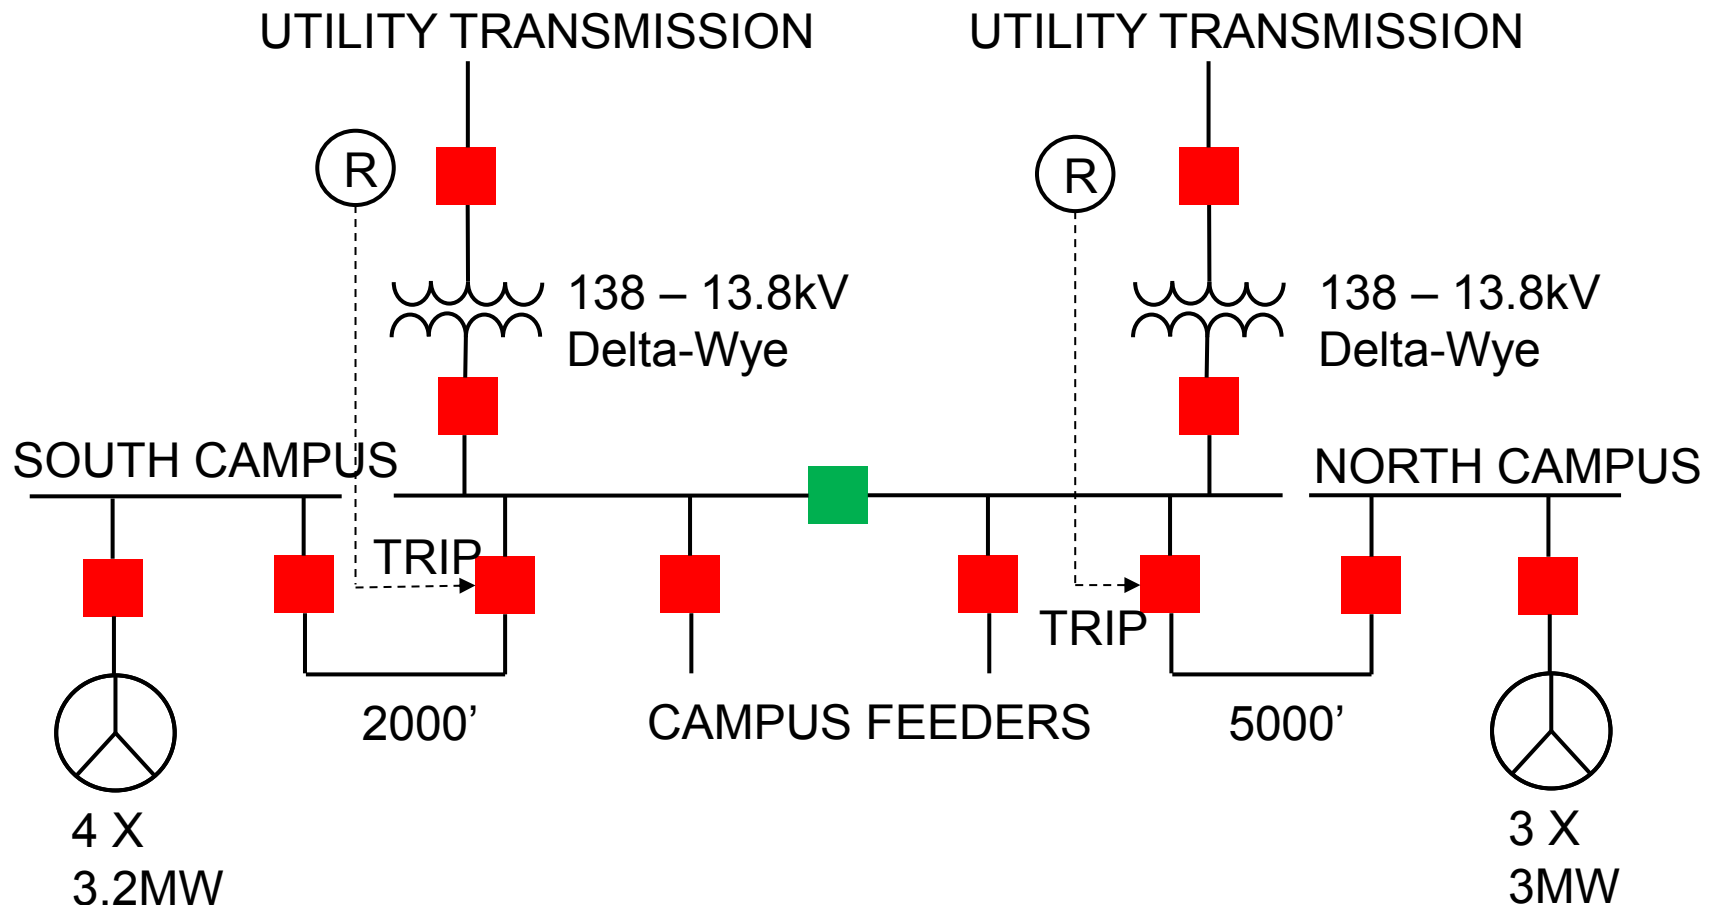 UTILITY TRANSMISSION
UTILITY TRANSMISSION
R
R
138 – 13.8kV
Delta-Wye
138 – 13.8kV
Delta-Wye
SOUTH CAMPUS
NORTH CAMPUS
TRIP
TRIP
2000’
CAMPUS FEEDERS
5000’
4 X
3.2MW
3 X
3MW